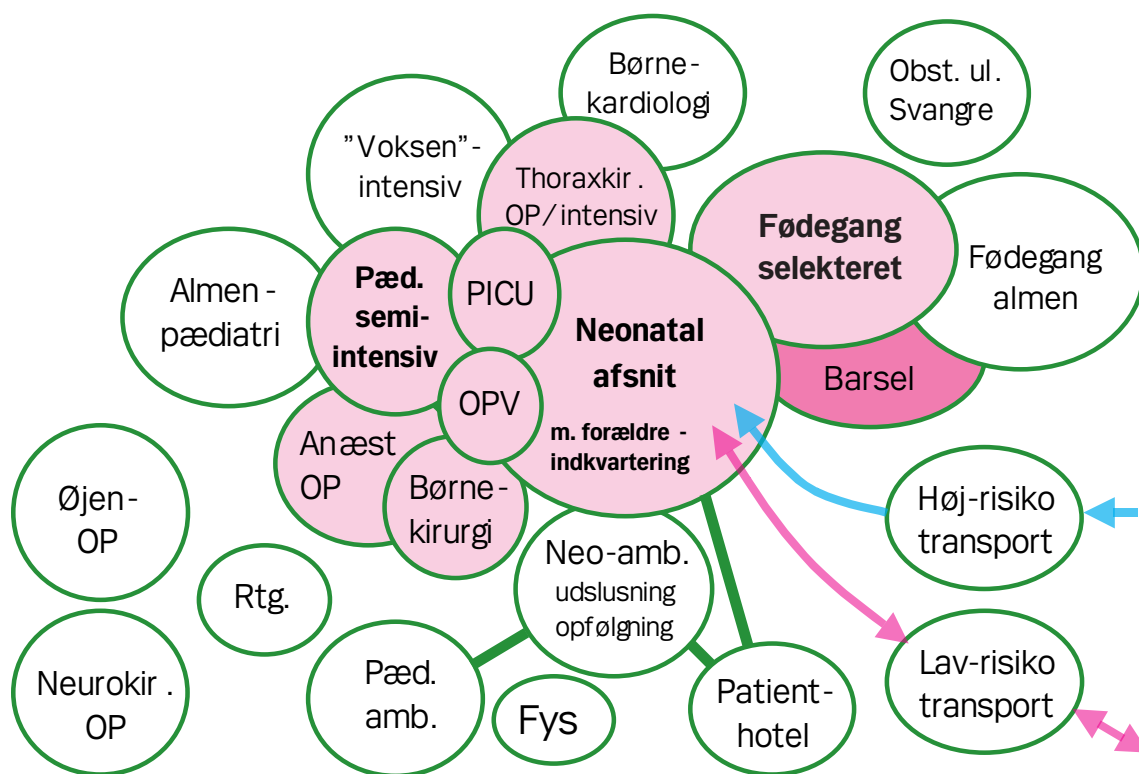 Børne-
kardiologi
Obst. ul.
Svangre
"Voksen"-
intensiv
Thoraxkir.
OP/intensiv
Fødegang
selekteret
Fødegang
almen
Almen-
pædiatri
Pæd.
semi-
intensiv
PICU
Neonatal
afsnit
m. forældre-
indkvartering
Barsel
OPV
Anæst
OP
Børne-
kirurgi
Øjen-
OP
Høj-risiko
transport
Neo-amb.
udslusning
opfølgning
Rtg.
Neurokir.
OP
Pæd.
amb.
Fys
Patient-
hotel
Lav-risiko
transport